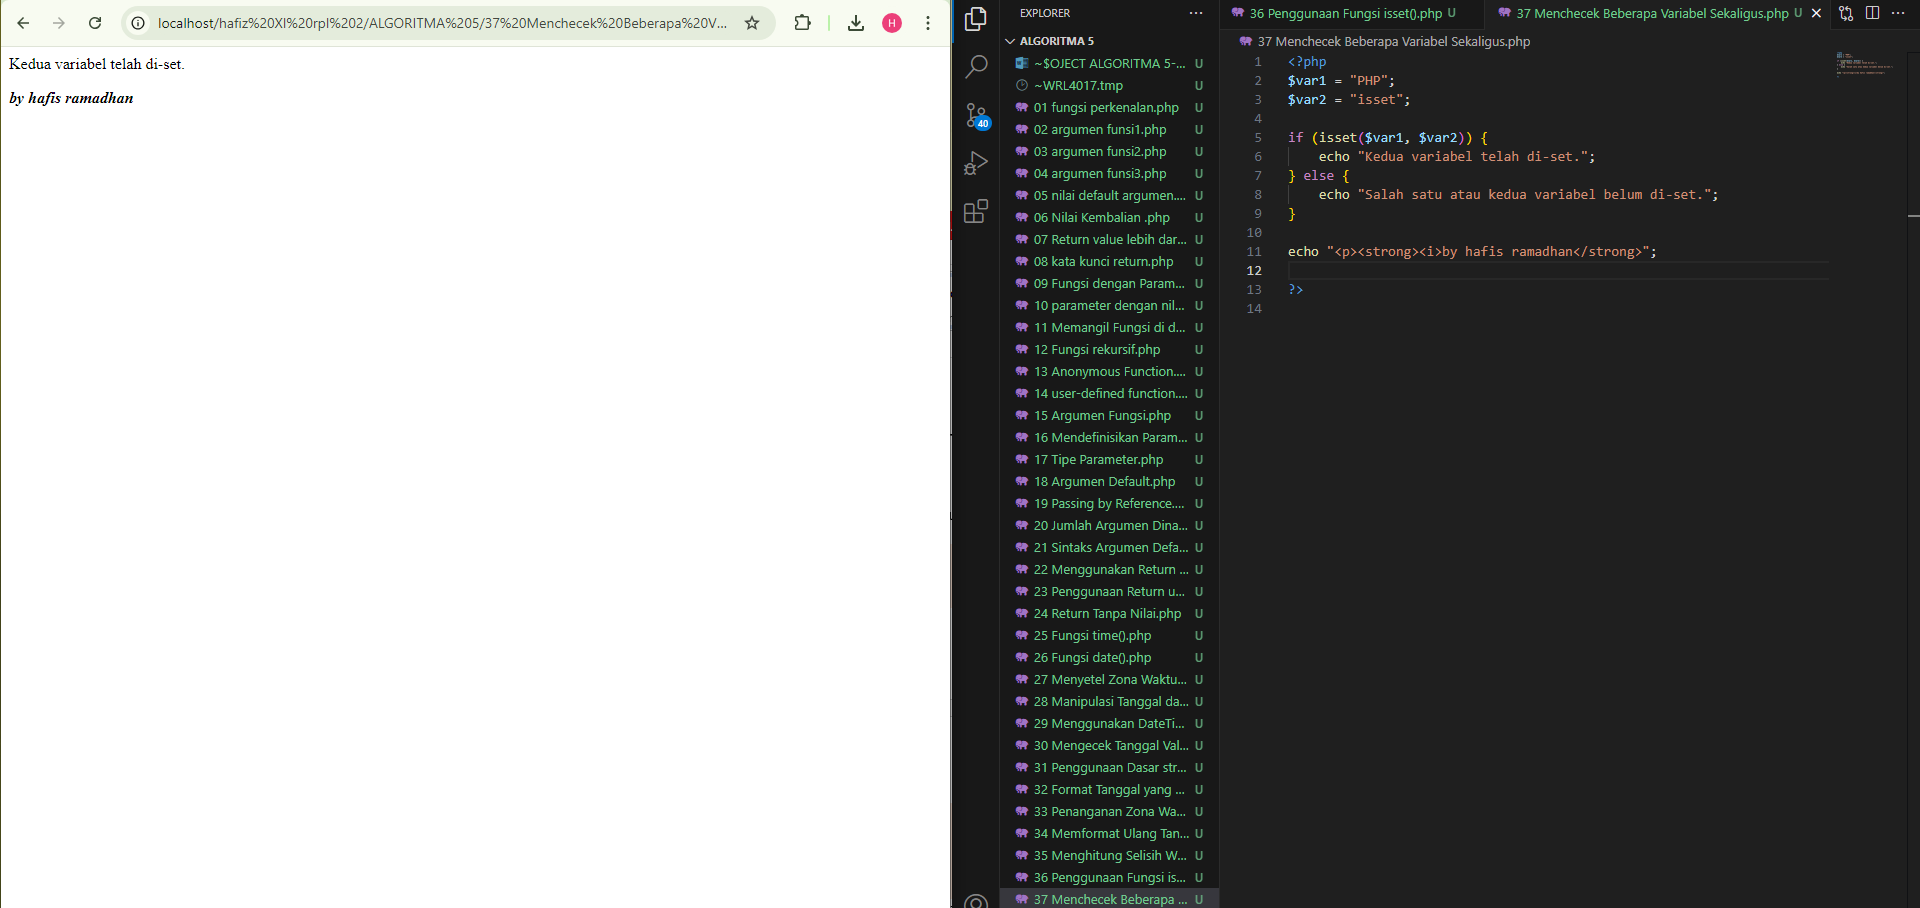 localhost/hafiz%20XI%20rpl%202/ALGORITMA%205/37%20Menchecek%20Beberapa%20V...
H
Kedua variabel telah di-set.
by hafis ramadhan
40
EXPLORER
ALGORITMA 5
~$OJECT ALGORITMA 5-... U
~WRL4017.tmp U
01 fungsi perkenalan.php U
02 argumen funsi1.php U
03 argumen funsi2.php U
04 argumen funsi3.php U
05 nilai default argumen.... U
06 Nilai Kembalian .php U
07 Return value lebih dar... U
08 kata kunci return.php U
09 Fungsi dengan Param... U
10 parameter dengan nil... U
11 Memangil Fungsi di d... U
12 Fungsi rekursif.php U
13 Anonymous Function.... U
14 user-defined function.... U
15 Argumen Fungsi.php U
16 Mendefinisikan Param... U
17 Tipe Parameter.php U
18 Argumen Default.php U
19 Passing by Reference.... U
20 Jumlah Argumen Dina... U
21 Sintaks Argumen Defa... U
22 Menggunakan Return ... U
23 Penggunaan Return u... U
24 Return Tanpa Nilai.php U
25 Fungsi time().php U
26 Fungsi date().php U
27 Menyetel Zona Waktu... U
28 Manipulasi Tanggal da... U
29 Menggunakan DateTi... U
30 Mengecek Tanggal Val... U
31 Penggunaan Dasar str... U
32 Format Tanggal yang ... U
33 Penanganan Zona Wa... U
34 Memformat Ulang Tan... U
35 Menghitung Selisih W... U
36 Penggunaan Fungsi is... U
37 Menchecek Beberapa ... U
36 Penggunaan Fungsi isset().php U
37 Menchecek Beberapa Variabel Sekaligus.php U
37 Menchecek Beberapa Variabel Sekaligus.php
1 <?php
2 $var1 = "PHP";
3 $var2 = "isset";
4
5 if (isset($var1, $var2)) {
6 echo "Kedua variabel telah di-set.";
7 } else {
8 echo "Salah satu atau kedua variabel belum di-set.";
9 }
10
11 echo "<p><strong><i>by hafis ramadhan</strong>";
12
13 ?>
14